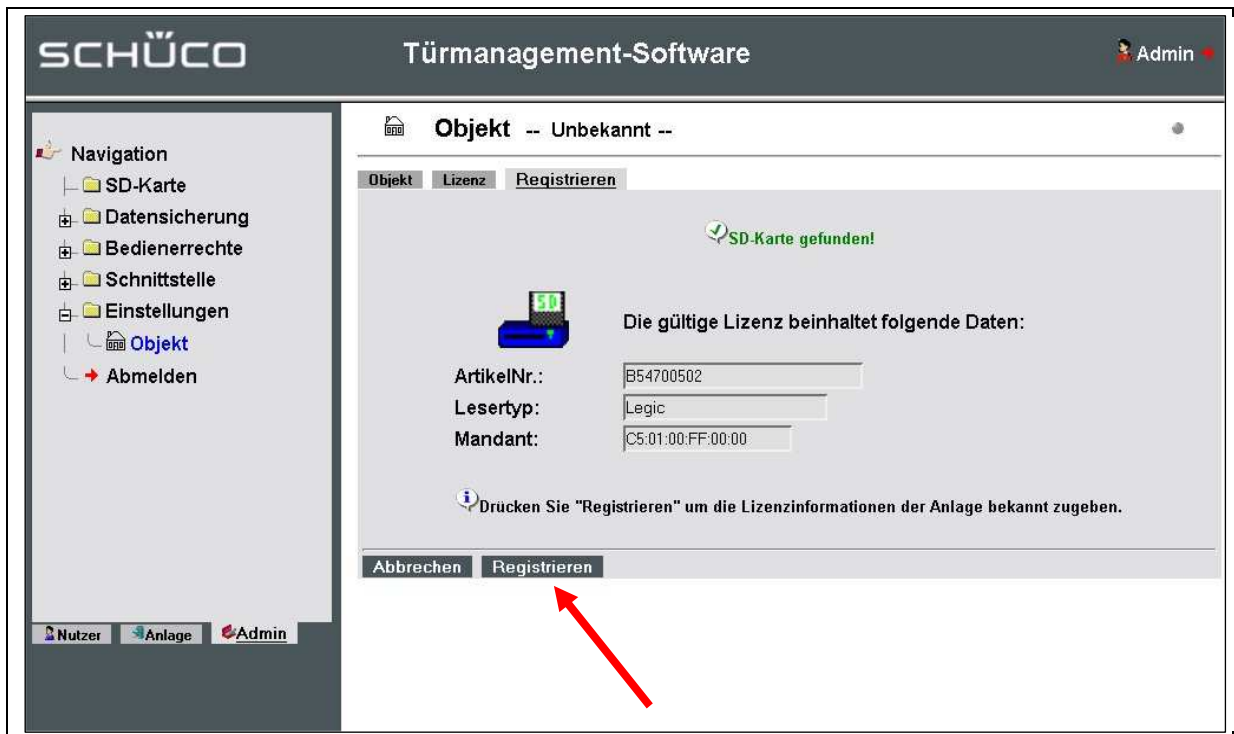 SCHÜCO
Türmanagement-Software
Admin
Navigation
SD-Karte
Datensicherung
Bedienerrechte
Schnittstelle
Einstellungen
Objekt
Abmelden
Nutzer Anlage Admin
Objekt -- Unbekannt --
Objekt Lizenz Registrieren
SD-Karte gefunden!
SD
Die gültige Lizenz beinhaltet folgende Daten:
ArtikelNr.: B54700502
Lesertyp: Legic
Mandant: C5:01:00:FF:00:00
Drücken Sie "Registrieren" um die Lizenzinformationen der Anlage bekannt zugeben.
Abbrechen Registrieren